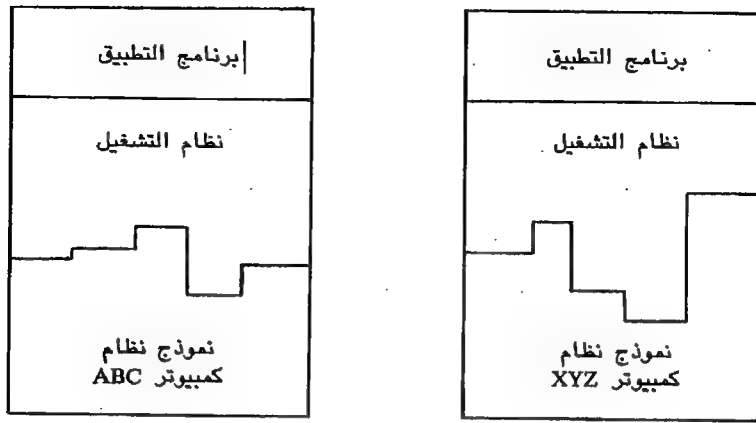 برنامج التطبيق
نظام التشغيل
نموذج نظام
كمبيوتر ABC
برنامج التطبيق
نظام التشغيل
نموذج نظام
كمبيوتر XYZ